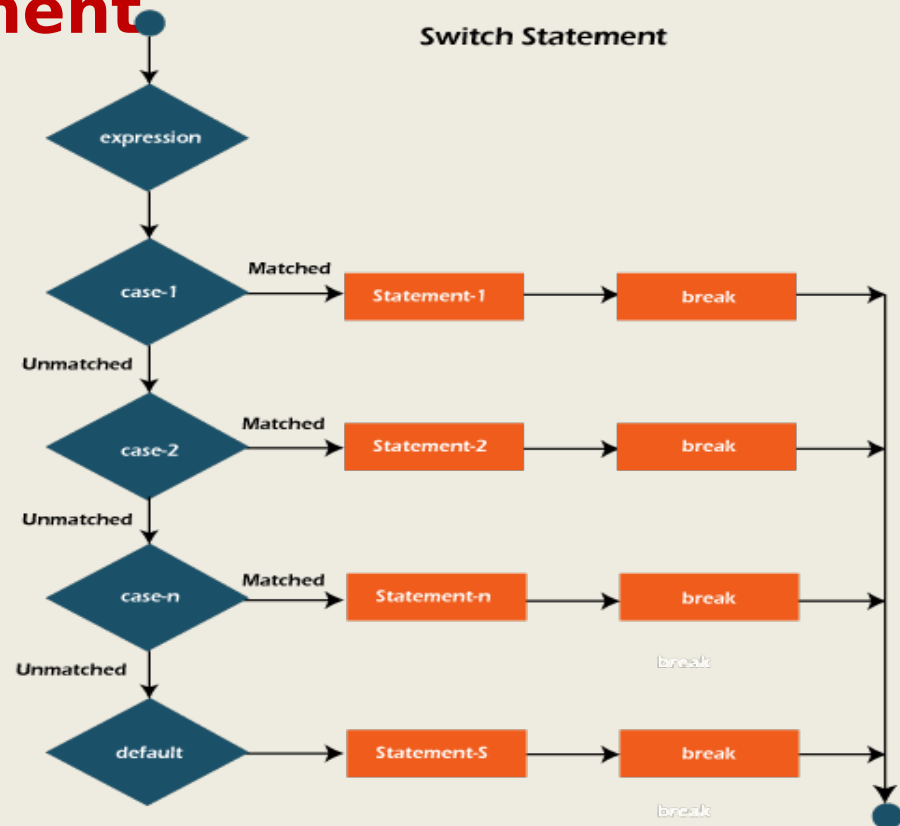 nent
Switch Statement
expression
Matched
case-1
Statement-1
break
Unmatched
Matched
case-2
Statement-2
break
Unmatched
Matched
case-n
Statement-n
break
break
Unmatched
default
Statement-S
break
break